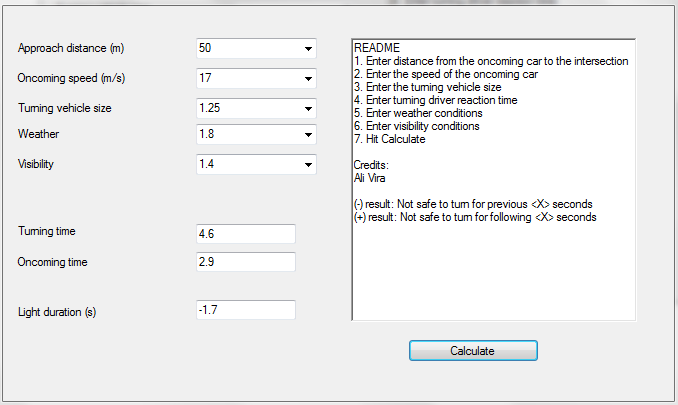 Approach distance (m) 50
Oncoming speed (m/s) 17
Turning vehicle size 1.25
Weather 1.8
Visibility 1.4
Turning time 4.6
Oncoming time 2.9
Light duration (s) -1.7
README
1. Enter distance from the oncoming car to the intersection
2. Enter the speed of the oncoming car
3. Enter the turning vehicle size
4. Enter turning driver reaction time
5. Enter weather conditions
6. Enter visibility conditions
7. Hit Calculate
Credits:
Ali Vira
(-) result: Not safe to turn for previous <X> seconds
(+) result: Not safe to turn for following <X> seconds
Calculate